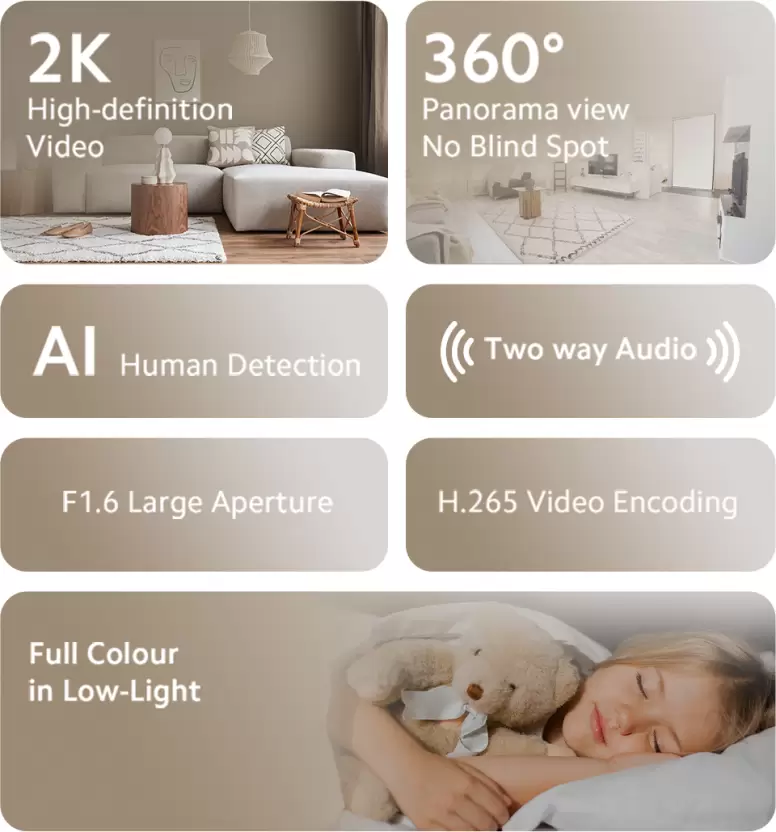 2K
High-definition
Video
360°
Panorama view
No Blind Spot
AI Human Detection
Two way Audio
F1.6 Large Aperture
H.265 Video Encoding
Full Colour
in Low-Light